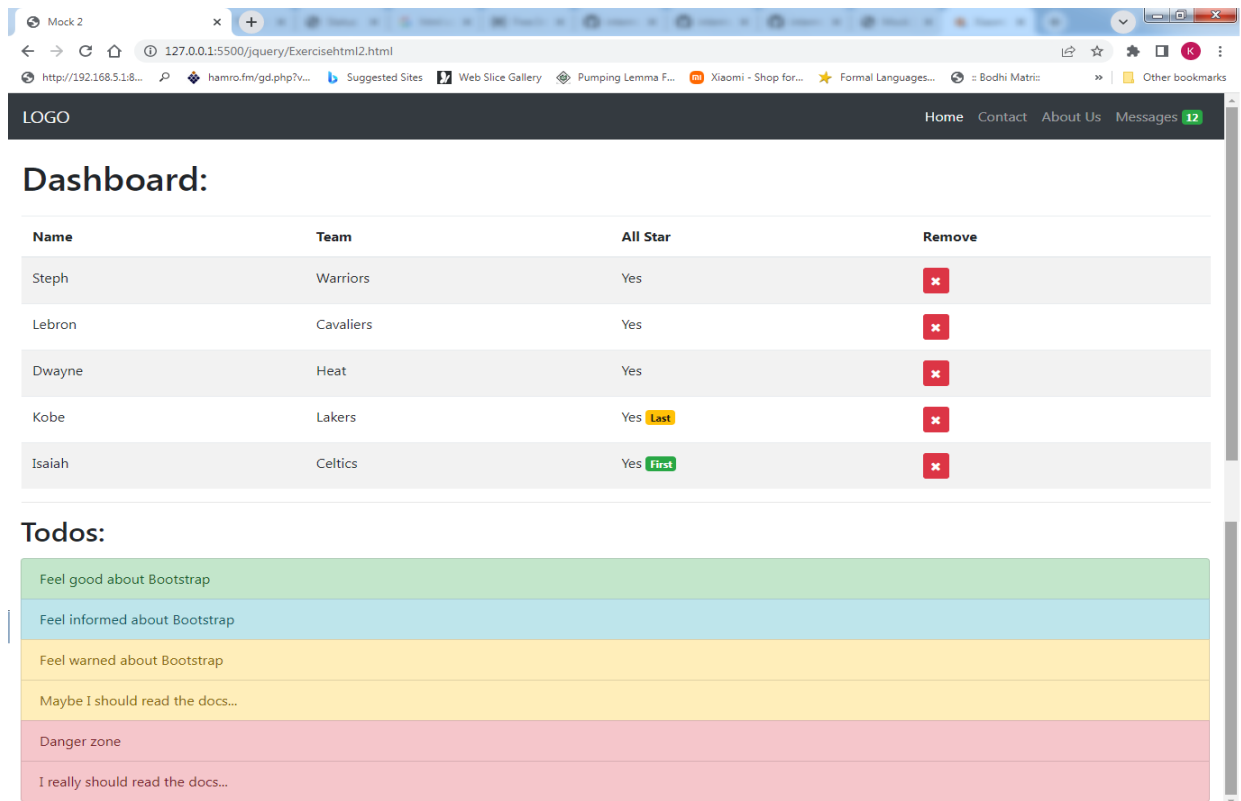 Mock 2
127.0.0.1:5500/jquery/Exercisehtml2.html
K
http://192.168.5.1:8... hamro.fm/gd.php?v... Suggested Sites Web Slice Gallery Pumping Lemma F... Xiaomi - Shop for... Formal Languages... :: Bodhi Matri:: » Other bookmarks
LOGO Home Contact About Us Messages 12
Dashboard:
Name Team All Star Remove
Steph Warriors Yes
Lebron Cavaliers Yes
Dwayne Heat Yes
Kobe Lakers Yes Last
Isaiah Celtics Yes First
Todos:
Feel good about Bootstrap
Feel informed about Bootstrap
Feel warned about Bootstrap
Maybe I should read the docs...
Danger zone
I really should read the docs...